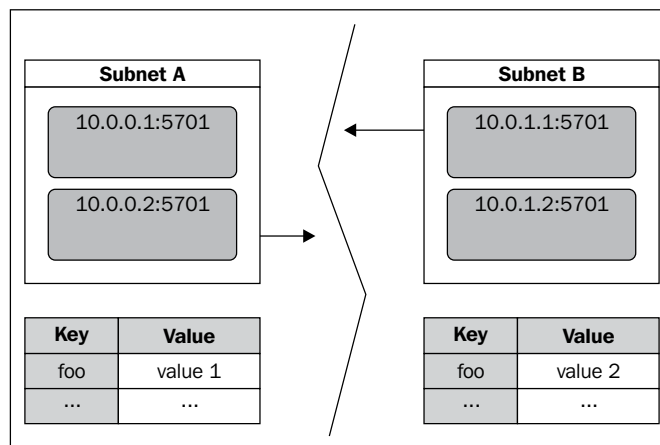 Subnet A
10.0.0.1:5701
10.0.0.2:5701
Subnet B
10.0.1.1:5701
10.0.1.2:5701
Key Value
foo value 1
... ...
Key Value
foo value 2
... ...